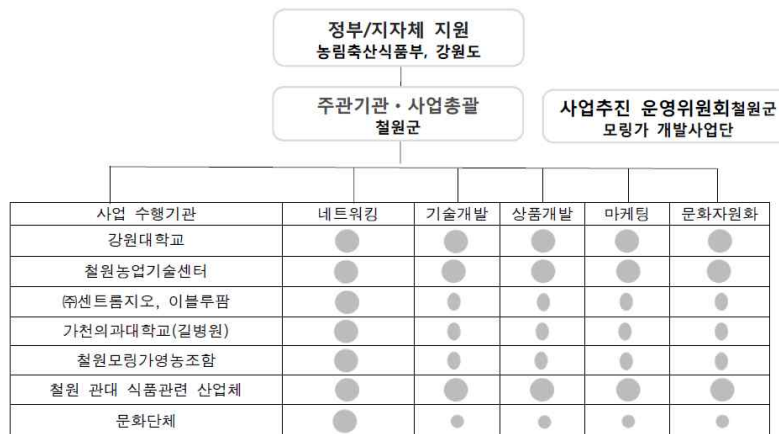 정부/지자체 지원
농림축산식품부, 강원도
주관기관・사업총괄
철원군
사업추진 운영위원회철원군
모링가 개발사업단
사업 수행기관 네트워킹 기술개발 상품개발 마케팅 문화자원화
강원대학교
철원농업기술센터
㈜센트롬지오, 이블루팜
가천의과대학교(길병원)
철원모링가영농조함
철원 관대 식품관련 산업체
문화단체